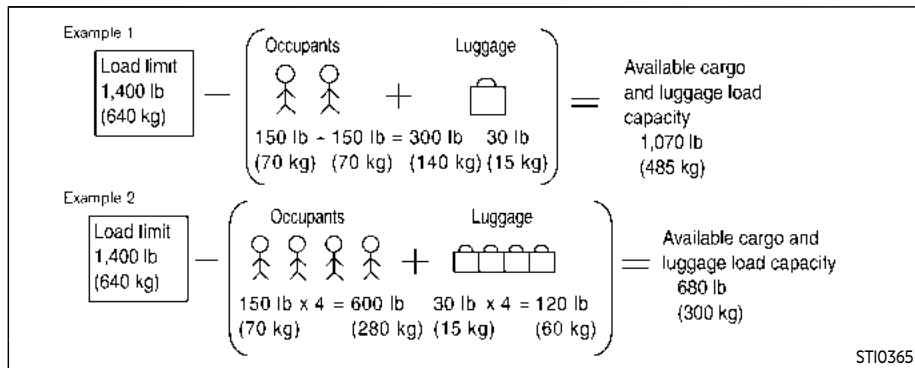 Example 1
Load limit
1,400 lb
(640 kg)
Occupants
Luggage
150 lb - 150 lb = 300 lb 30 lb
(70 kg) (70 kg) (140 kg) (15 kg)
Available cargo
and luggage load
capacity
1,070 lb
(485 kg)
Example 2
Load limit
1,400 lb
(640 kg)
Occupants
Luggage
150 lb x 4 = 600 lb 30 lb x 4 = 120 lb
(70 kg) (280 kg) (15 kg) (60 kg)
Available cargo and
luggage load capacity
680 lb
(300 kg)
STI0365